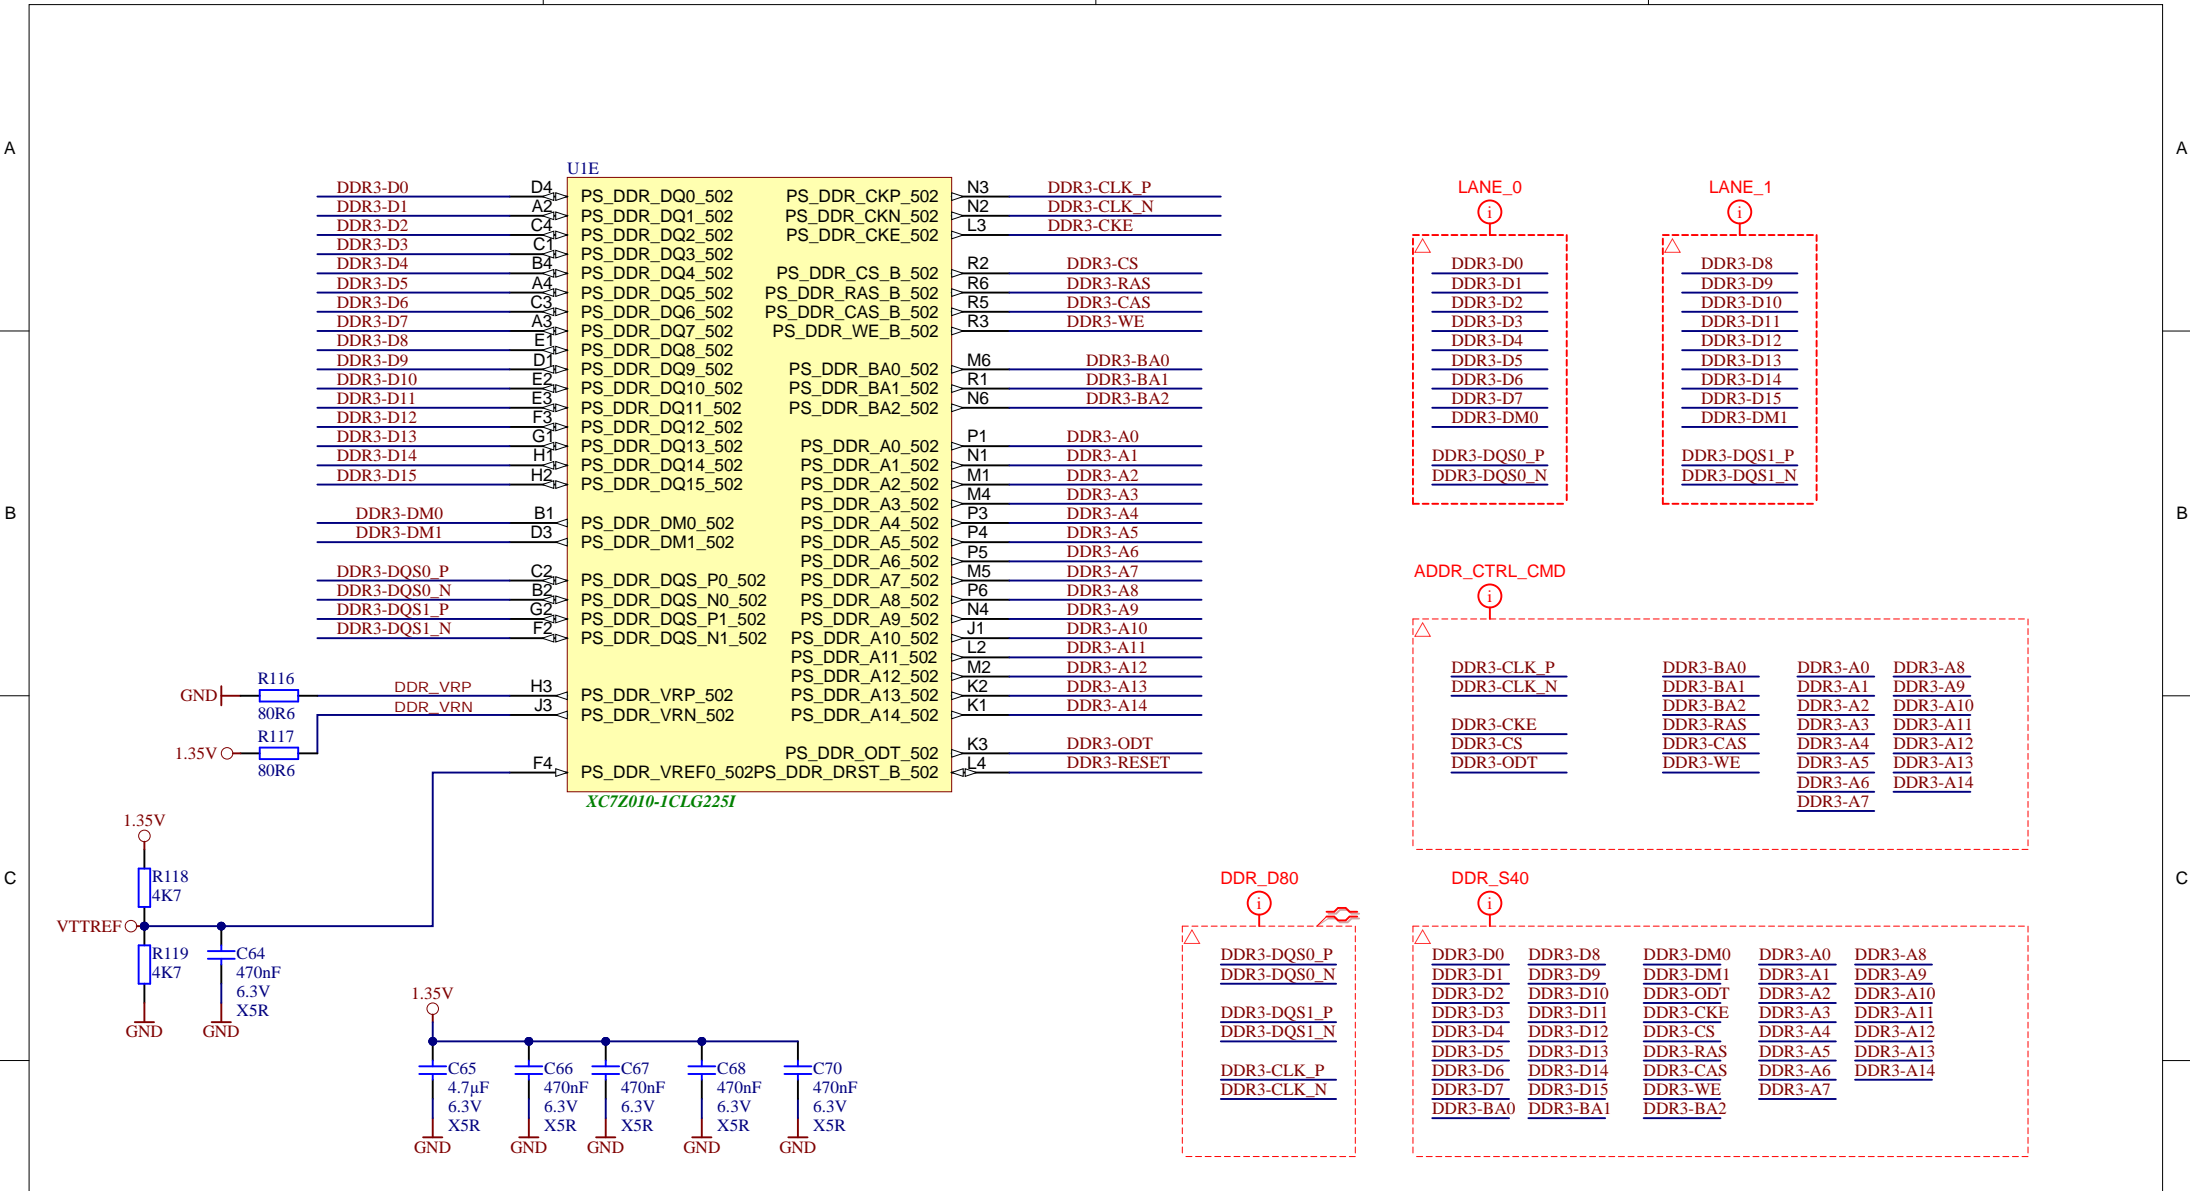 A
A
B
B
C
C
U1E
DDR3-D0 D4 PS_DDR_DQ0_502
DDR3-D1 A2 PS_DDR_DQ1_502
DDR3-D2 C4 PS_DDR_DQ2_502
DDR3-D3 C1 PS_DDR_DQ3_502
DDR3-D4 B4 PS_DDR_DQ4_502
DDR3-D5 A4 PS_DDR_DQ5_502
DDR3-D6 C3 PS_DDR_DQ6_502
DDR3-D7 A3 PS_DDR_DQ7_502
DDR3-D8 E1 PS_DDR_DQ8_502
DDR3-D9 D1 PS_DDR_DQ9_502
DDR3-D10 E2 PS_DDR_DQ10_502
DDR3-D11 E3 PS_DDR_DQ11_502
DDR3-D12 F3 PS_DDR_DQ12_502
DDR3-D13 G1 PS_DDR_DQ13_502
DDR3-D14 H1 PS_DDR_DQ14_502
DDR3-D15 H2 PS_DDR_DQ15_502
DDR3-DM0 B1 PS_DDR_DM0_502
DDR3-DM1 D3 PS_DDR_DM1_502
DDR3-DQS0_P C2 PS_DDR_DQS_P0_502
DDR3-DQS0_N B2 PS_DDR_DQS_N0_502
DDR3-DQS1_P G2 PS_DDR_DQS_P1_502
DDR3-DQS1_N F2 PS_DDR_DQS_N1_502
R116
GND 80R6 DDR_VRP H3 PS_DDR_VRP_502
DDR_VRN J3 PS_DDR_VRN_502
R117
1.35V 80R6
F4 PS_DDR_VREF0_502
PS_DDR_CKP_502 N3 DDR3-CLK_P
PS_DDR_CKN_502 N2 DDR3-CLK_N
PS_DDR_CKE_502 L3 DDR3-CKE
PS_DDR_CS_B_502 R2 DDR3-CS
PS_DDR_RAS_B_502 R6 DDR3-RAS
PS_DDR_CAS_B_502 R5 DDR3-CAS
PS_DDR_WE_B_502 R3 DDR3-WE
PS_DDR_BA0_502 M6 DDR3-BA0
PS_DDR_BA1_502 R1 DDR3-BA1
PS_DDR_BA2_502 N6 DDR3-BA2
PS_DDR_A0_502 P1 DDR3-A0
PS_DDR_A1_502 N1 DDR3-A1
PS_DDR_A2_502 M1 DDR3-A2
PS_DDR_A3_502 M4 DDR3-A3
PS_DDR_A4_502 P3 DDR3-A4
PS_DDR_A5_502 P4 DDR3-A5
PS_DDR_A6_502 P5 DDR3-A6
PS_DDR_A7_502 M5 DDR3-A7
PS_DDR_A8_502 P6 DDR3-A8
PS_DDR_A9_502 N4 DDR3-A9
PS_DDR_A10_502 J1 DDR3-A10
PS_DDR_A11_502 L2 DDR3-A11
PS_DDR_A12_502 M2 DDR3-A12
PS_DDR_A13_502 K2 DDR3-A13
PS_DDR_A14_502 K1 DDR3-A14
PS_DDR_ODT_502 K3 DDR3-ODT
PS_DDR_DRST_B_502 L4 DDR3-RESET
XC7Z010-1CLG225I
1.35V
R118
4K7
VTTREF
R119
4K7
GND
C64
470nF
6.3V
X5R
GND
1.35V
C65
4.7µF
6.3V
X5R
GND
C66
470nF
6.3V
X5R
GND
C67
470nF
6.3V
X5R
GND
C68
470nF
6.3V
X5R
GND
C70
470nF
6.3V
X5R
GND
LANE_0
i
DDR3-D0
DDR3-D1
DDR3-D2
DDR3-D3
DDR3-D4
DDR3-D5
DDR3-D6
DDR3-D7
DDR3-DM0
DDR3-DQS0_P
DDR3-DQS0_N
LANE_1
i
DDR3-D8
DDR3-D9
DDR3-D10
DDR3-D11
DDR3-D12
DDR3-D13
DDR3-D14
DDR3-D15
DDR3-DM1
DDR3-DQS1_P
DDR3-DQS1_N
ADDR_CTRL_CMD
i
DDR3-CLK_P DDR3-BA0 DDR3-A0 DDR3-A8
DDR3-CLK_N DDR3-BA1 DDR3-A1 DDR3-A9
DDR3-BA2 DDR3-A2 DDR3-A10
DDR3-CKE DDR3-RAS DDR3-A3 DDR3-A11
DDR3-CS DDR3-CAS DDR3-A4 DDR3-A12
DDR3-ODT DDR3-WE DDR3-A5 DDR3-A13
DDR3-A6 DDR3-A14
DDR3-A7
DDR_D80
i
DDR3-DQS0_P
DDR3-DQS0_N
DDR3-DQS1_P
DDR3-DQS1_N
DDR3-CLK_P
DDR3-CLK_N
DDR_S40
i
DDR3-D0 DDR3-D8 DDR3-DM0 DDR3-A0 DDR3-A8
DDR3-D1 DDR3-D9 DDR3-DM1 DDR3-A1 DDR3-A9
DDR3-D2 DDR3-D10 DDR3-ODT DDR3-A2 DDR3-A10
DDR3-D3 DDR3-D11 DDR3-CKE DDR3-A3 DDR3-A11
DDR3-D4 DDR3-D12 DDR3-CS DDR3-A4 DDR3-A12
DDR3-D5 DDR3-D13 DDR3-RAS DDR3-A5 DDR3-A13
DDR3-D6 DDR3-D14 DDR3-CAS DDR3-A6 DDR3-A14
DDR3-D7 DDR3-D15 DDR3-WE DDR3-A7
DDR3-BA0 DDR3-BA1 DDR3-BA2